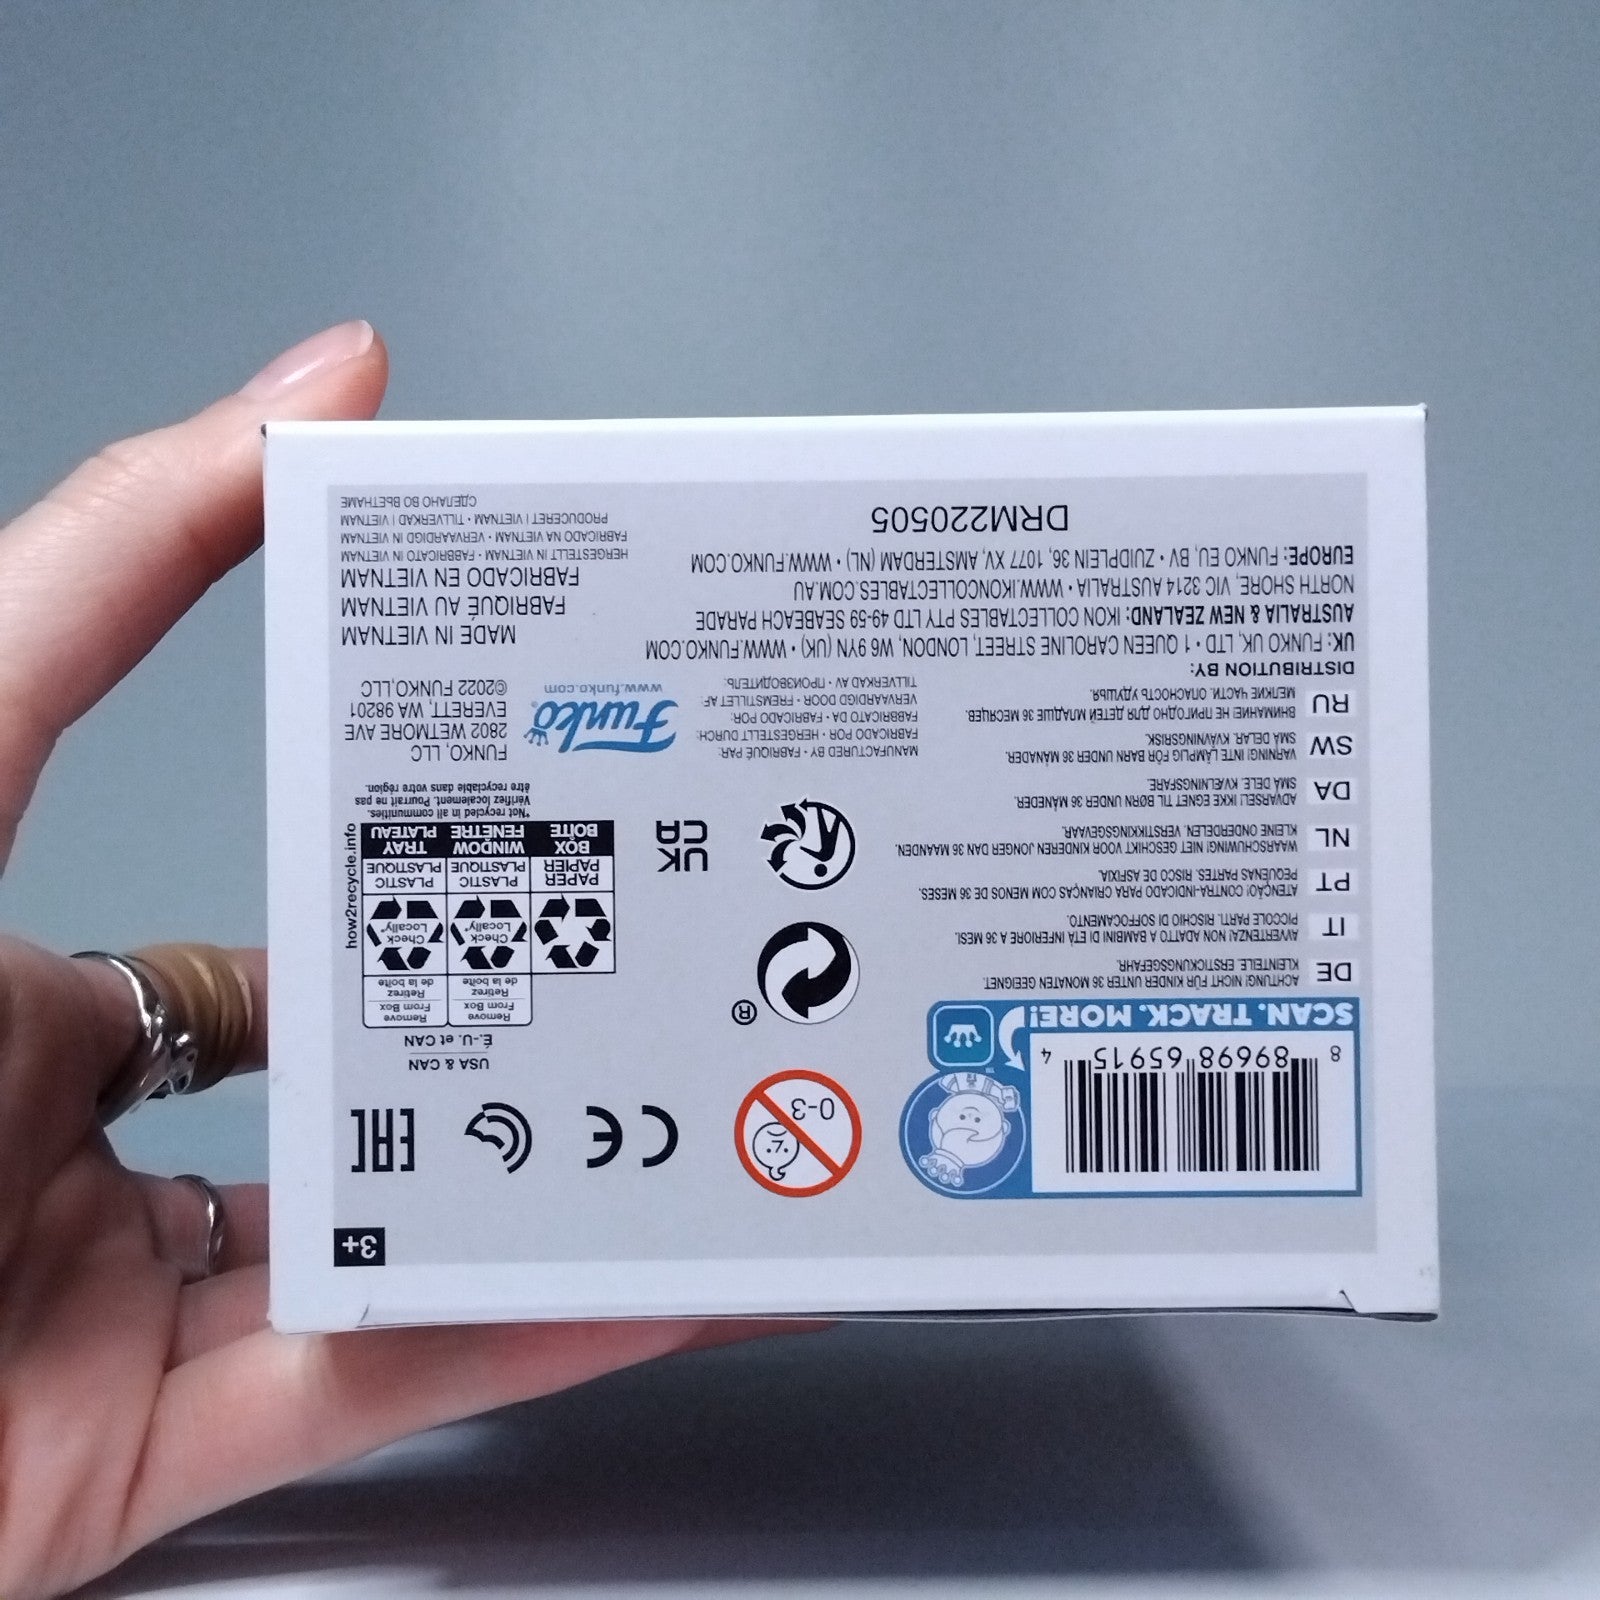 3+
8 89698 65915 4
SCAN. TRACK. MORE!
TM
0-3
®
CE
EAC
USA & CAN
É.-U. et CAN
Remove From Box
Retirez de la boîte
Remove From Box
Retirez de la boîte
Check Locally*
Check Locally*
PAPER
PAPIER
BOX
BOÎTE
PLASTIC
PLASTIQUE
WINDOW
FENÊTRE
PLASTIC
PLASTIQUE
TRAY
PLATEAU
how2recycle.info
*Not recycled in all communities.
Vérifiez localement. Pourrait ne pas
être recyclable dans votre région.
UK
CA
DE
ACHTUNG! NICHT FÜR KINDER UNTER 36 MONATEN GEEIGNET.
KLEINTEILE. ERSTICKUNGSGEFAHR.
IT
AVVERTENZA! NON ADATTO A BAMBINI DI ETÀ INFERIORE A 36 MESI.
PICCOLE PARTI. RISCHIO DI SOFFOCAMENTO.
PT
ATENÇÃO! CONTRA-INDICADO PARA CRIANÇAS COM MENOS DE 36 MESES.
PEQUENAS PARTES. RISCO DE ASFIXIA.
NL
WAARSCHUWING! NIET GESCHIKT VOOR KINDEREN JONGER DAN 36 MAANDEN.
KLEINE ONDERDELEN. VERSTIKKINGSGEVAAR.
DA
ADVARSEL! IKKE EGNET TIL BØRN UNDER 36 MÅNEDER.
SMÅ DELE. KVÆLNINGSFARE.
SW
VARNING! INTE LÄMPLIG FÖR BARN UNDER 36 MÅNADER.
SMÅ DELAR. KVÄVNINGSRISK.
RU
ВНИМАНИЕ! НЕ ПРИГОДНО ДЛЯ ДЕТЕЙ МЛАДШЕ 36 МЕСЯЦЕВ.
МЕЛКИЕ ЧАСТИ. ОПАСНОСТЬ УДУШЬЯ.
MANUFACTURED BY • FABRIQUÉ PAR:
FABRICADO POR • HERGESTELLT DURCH:
FABBRICATO DA • FABRICADO POR:
VERVAARDIGD DOOR • FREMSTILLET AF:
TILLVERKAD AV • ПРОИЗВОДИТЕЛЬ:
Funko®
www.funko.com
FUNKO, LLC
2802 WETMORE AVE
EVERETT, WA 98201
©2022 FUNKO,LLC
DISTRIBUTION BY:
UK: FUNKO UK, LTD • 1 QUEEN CAROLINE STREET, LONDON, W6 9YN (UK) • WWW.FUNKO.COM
AUSTRALIA & NEW ZEALAND: IKON COLLECTABLES PTY LTD 49-59 SEABEACH PARADE
NORTH SHORE, VIC 3214 AUSTRALIA • WWW.IKONCOLLECTABLES.COM.AU
EUROPE: FUNKO EU, BV • ZUIDPLEIN 36, 1077 XV, AMSTERDAM (NL) • WWW.FUNKO.COM
DRM220505
MADE IN VIETNAM
FABRIQUÉ AU VIETNAM
FABRICADO EN VIETNAM
HERGESTELLT IN VIETNAM • FABBRICATO IN VIETNAM
FABRICADO NA VIETNAM • VERVAARDIGD IN VIETNAM
PRODUCERET I VIETNAM • TILLVERKAD I VIETNAM
СДЕЛАНО ВО ВЬЕТНАМЕ